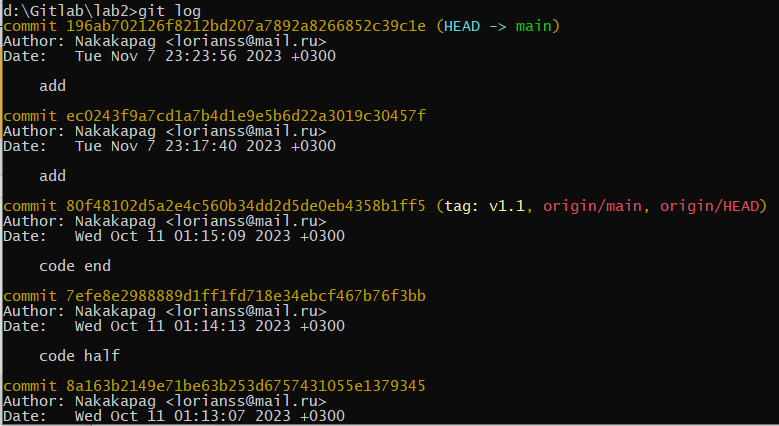 d:\Gitlab\lab2>git log
commit 196ab702126f8212bd207a7892a8266852c39c1e (HEAD -> main)
Author: Nakakapag <lorianss@mail.ru>
Date:   Tue Nov 7 23:23:56 2023 +0300
add
commit ec0243f9a7cd1a7b4d1e9e5b6d22a3019c30457f
Author: Nakakapag <lorianss@mail.ru>
Date:   Tue Nov 7 23:17:40 2023 +0300
add
commit 80f48102d5a2e4c560b34dd2d5de0eb4358b1ff5 (tag: v1.1, origin/main, origin/HEAD)
Author: Nakakapag <lorianss@mail.ru>
Date:   Wed Oct 11 01:15:09 2023 +0300
code end
commit 7efe8e2988889d1ff1fd718e34ebcf467b76f3bb
Author: Nakakapag <lorianss@mail.ru>
Date:   Wed Oct 11 01:14:13 2023 +0300
code half
commit 8a163b2149e71be63b253d6757431055e1379345
Author: Nakakapag <lorianss@mail.ru>
Date:   Wed Oct 11 01:13:07 2023 +0300